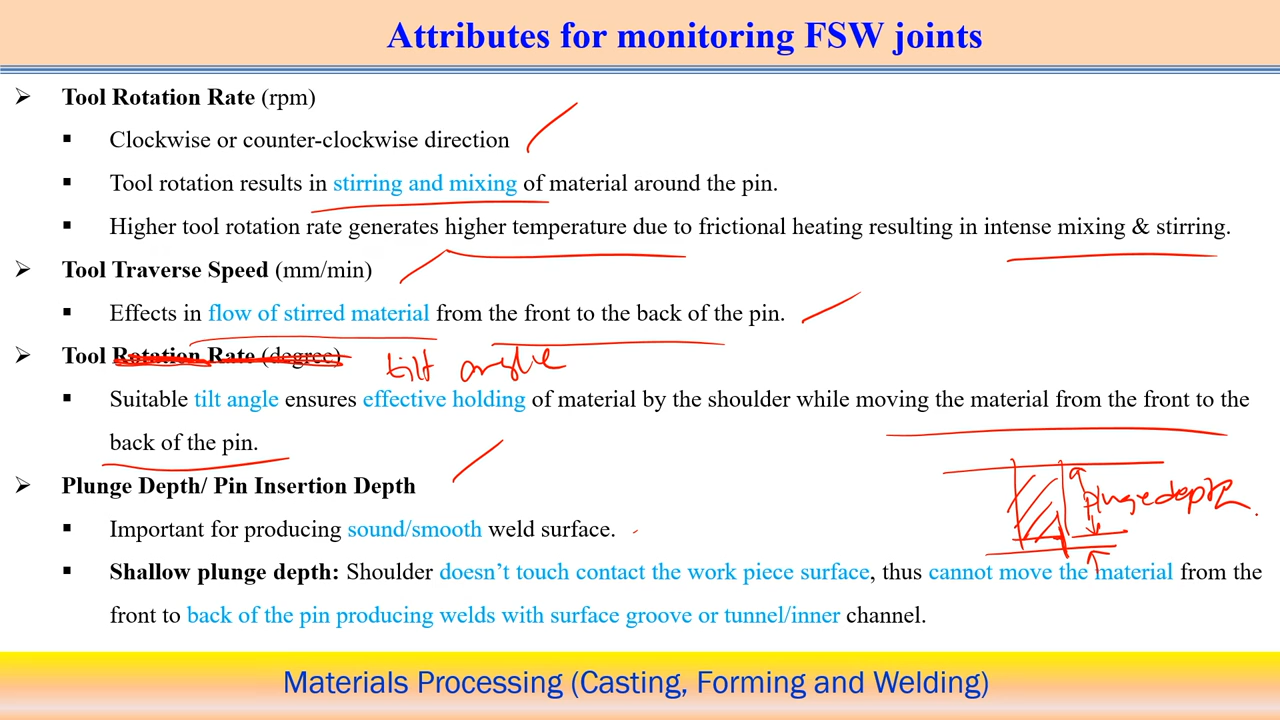 Attributes for monitoring FSW joints
➢ Tool Rotation Rate (rpm)
▪ Clockwise or counter-clockwise direction
▪ Tool rotation results in stirring and mixing of material around the pin.
▪ Higher tool rotation rate generates higher temperature due to frictional heating resulting in intense mixing & stirring.
➢ Tool Traverse Speed (mm/min)
▪ Effects in flow of stirred material from the front to the back of the pin.
➢ Tool Rotation Rate (degree) tilt angle
▪ Suitable tilt angle ensures effective holding of material by the shoulder while moving the material from the front to the
back of the pin.
➢ Plunge Depth/ Pin Insertion Depth
plunge depth
▪ Important for producing sound/smooth weld surface.
▪ Shallow plunge depth: Shoulder doesn't touch contact the work piece surface, thus cannot move the material from the
front to back of the pin producing welds with surface groove or tunnel/inner channel.
Materials Processing (Casting, Forming and Welding)